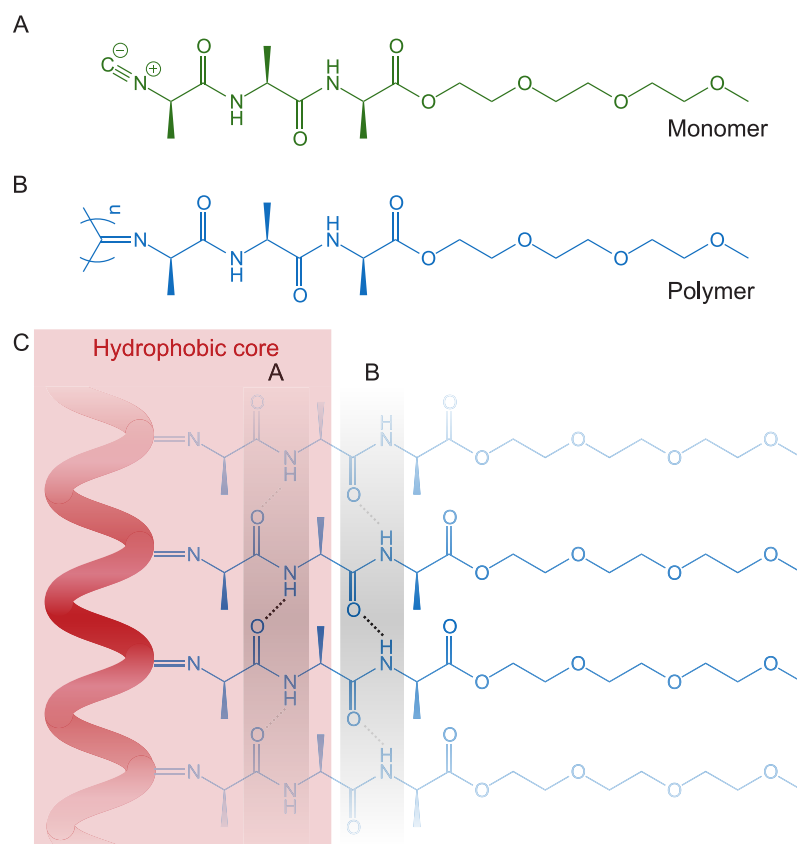 A
O O
C − H
N + N O O
N O O
H
O
Monomer
B
n
O O
H
N N O O
N O O
H
O
Polymer
C
Hydrophobic core
A B
O O
H
N N O O
N O O
H
O
O O
H
N N O O
N O O
H
O
O O
H
N N O O
N O O
H
O
O O
H
N N O O
N O O
H
O